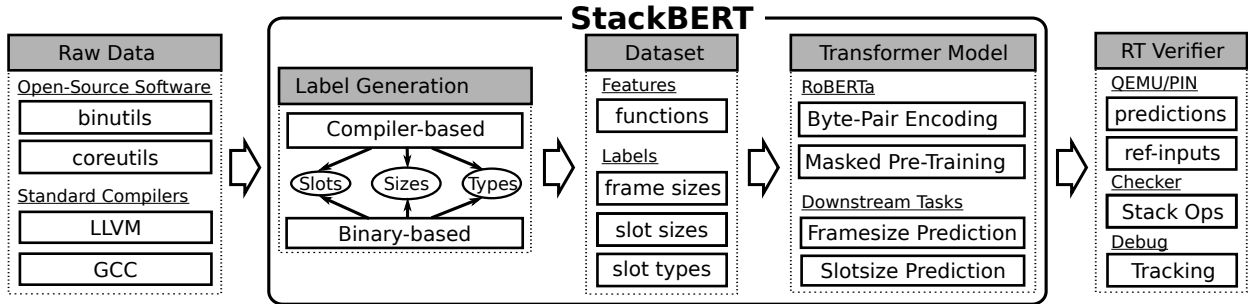 StackBERT
Raw Data
Open-Source Software
binutils
coreutils
Standard Compilers
LLVM
GCC
Label Generation
Compiler-based
Slots
Sizes
Types
Binary-based
Dataset
Features
functions
Labels
frame sizes
slot sizes
slot types
Transformer Model
RoBERTa
Byte-Pair Encoding
Masked Pre-Training
Downstream Tasks
Framesize Prediction
Slotsize Prediction
RT Verifier
QEMU/PIN
predictions
ref-inputs
Checker
Stack Ops
Debug
Tracking